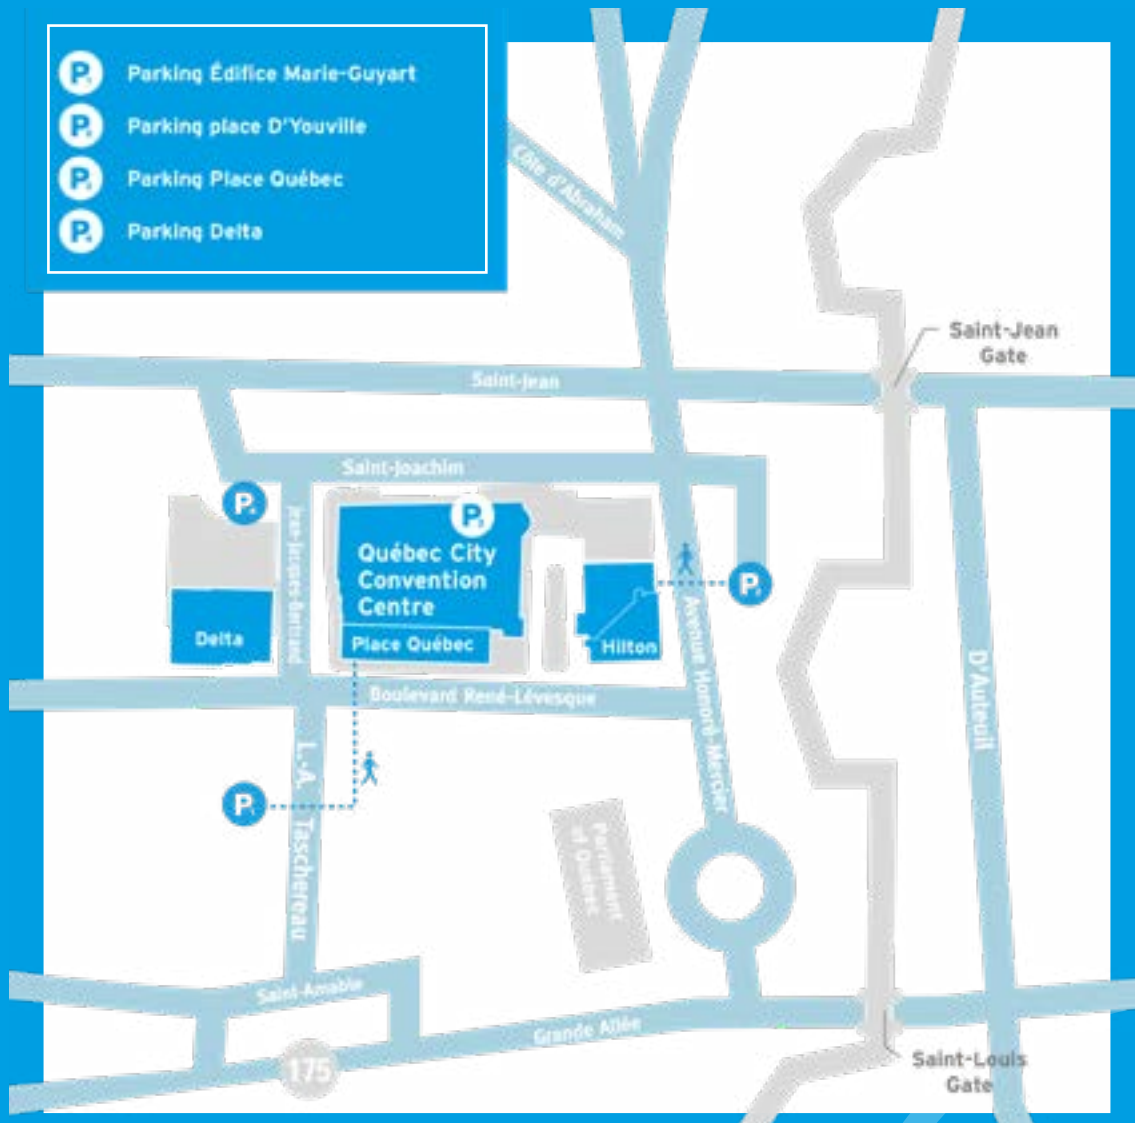 P Parking Édifice Marie-Guyart
P Parking place D'Youville
P Parking Place Québec
P Parking Delta
Côte d'Abraham
Saint-Jean
Gate
Saint-Jean
Saint-Joachim
P
P
Jean-Jacques-Bertrand
Québec City
Convention
Centre
P
Delta
Place Québec
Hilton
Avenue Honoré-Mercier
D'Auteuil
Boulevard René-Lévesque
L.-A. Taschereau
P
of Québec
Saint-Amable
Grande Allée
175
Saint-Louis
Gate